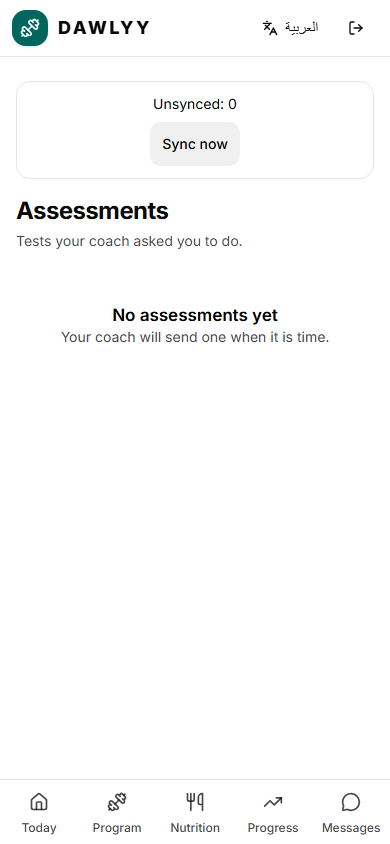 DAWLYY
العربية
Unsynced: 0
Sync now
Assessments
Tests your coach asked you to do.
No assessments yet
Your coach will send one when it is time.
Today
Program
Nutrition
Progress
Messages